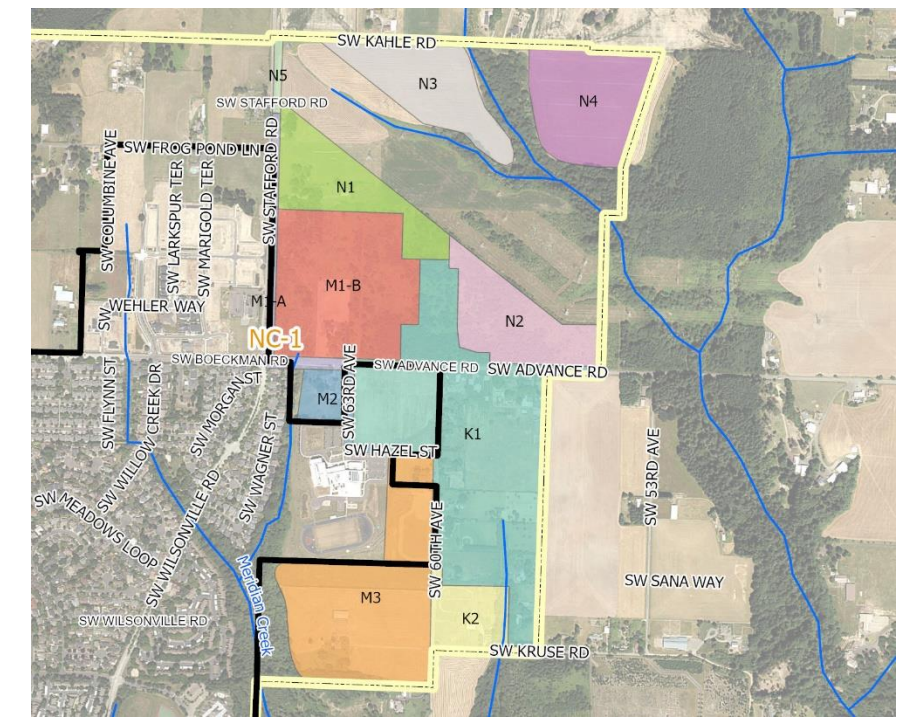 SW KAHLE RD
N5
N3
N4
SW STAFFORD RD
SW COLUMBINE AVE
SW FROG POND LN
SW LARKSPUR TER
SW MARIGOLD TER
SW STAFFORD RD
N1
M1-A
M1-B
WEHLER WAY
SW
NC-1
N2
SW BOECKMAN RD
SW ADVANCE RD
SW ADVANCE RD
SW FLYNN ST
SW WILLOW CREEK DR
SW MORGAN ST
SW WAGNER ST
M2
SW 63RD AVE
K1
SW HAZEL ST
SW 53RD AVE
SW MEADOWS LOOP
SW WILSONVILLE RD
SW 60TH AVE
Meridian Creek
M3
SW SANA WAY
SW WILSONVILLE RD
K2
SW KRUSE RD